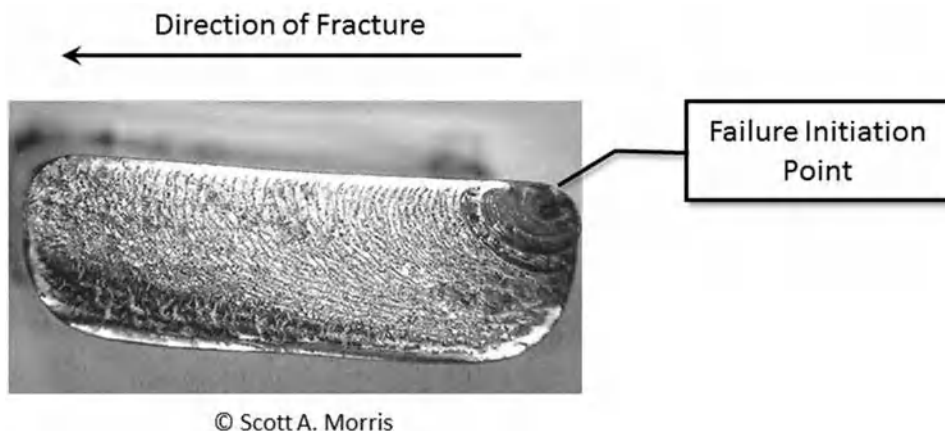 Direction of Fracture
Failure Initiation
Point
© Scott A. Morris